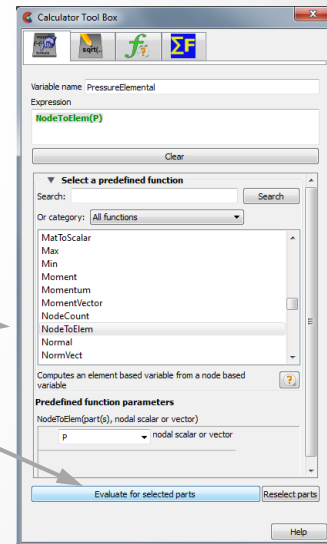 Calculator Tool Box
sqrt(..
f?
ΣF
Variable name PressureElemental
Expression
NodeToElem(P)
Clear
Select a predefined function
Search: Search
Or category: All functions
MatToScalar
Max
Min
Moment
Momentum
MomentVector
NodeCount
NodeToElem
Normal
NormVect
Computes an element based variable from a node based
variable
?
Predefined function parameters
NodeToElem(part(s), nodal scalar or vector)
P nodal scalar or vector
Evaluate for selected parts Reselect parts
Help